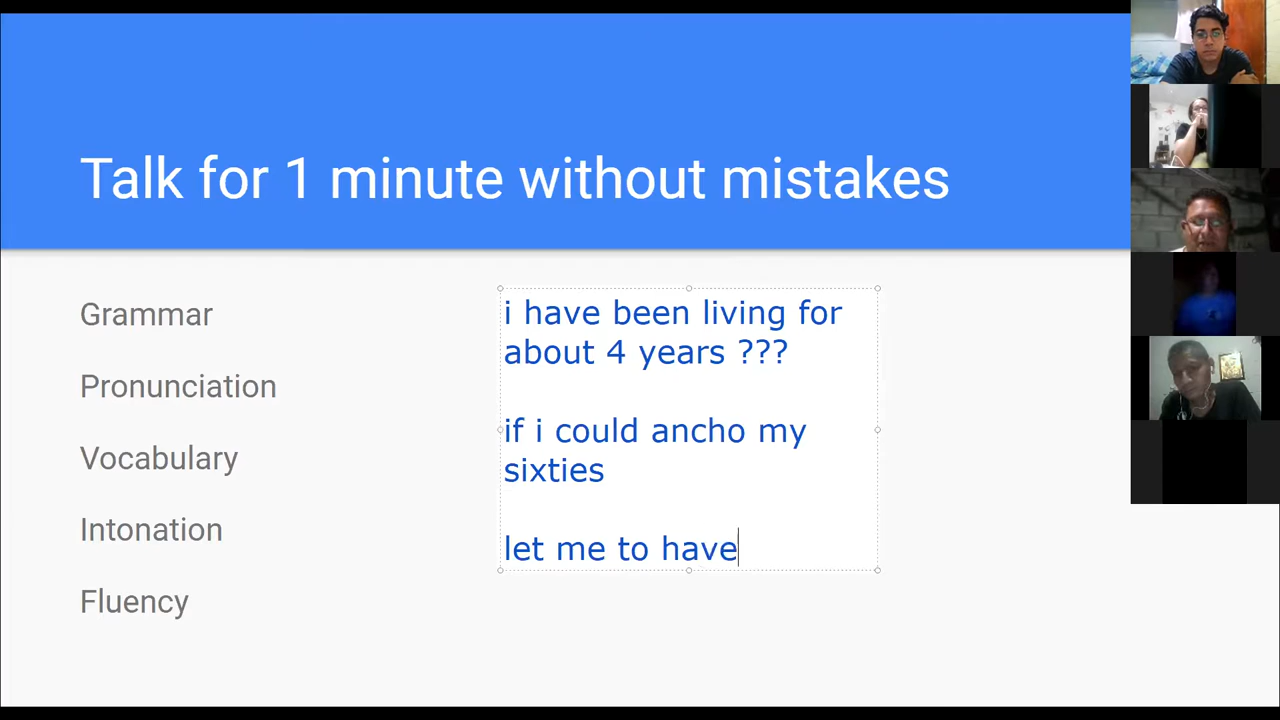 Talk for 1 minute without mistakes
Grammar
Pronunciation
Vocabulary
Intonation
Fluency
i have been living for
about 4 years ???
if i could ancho my
sixties
let me to have